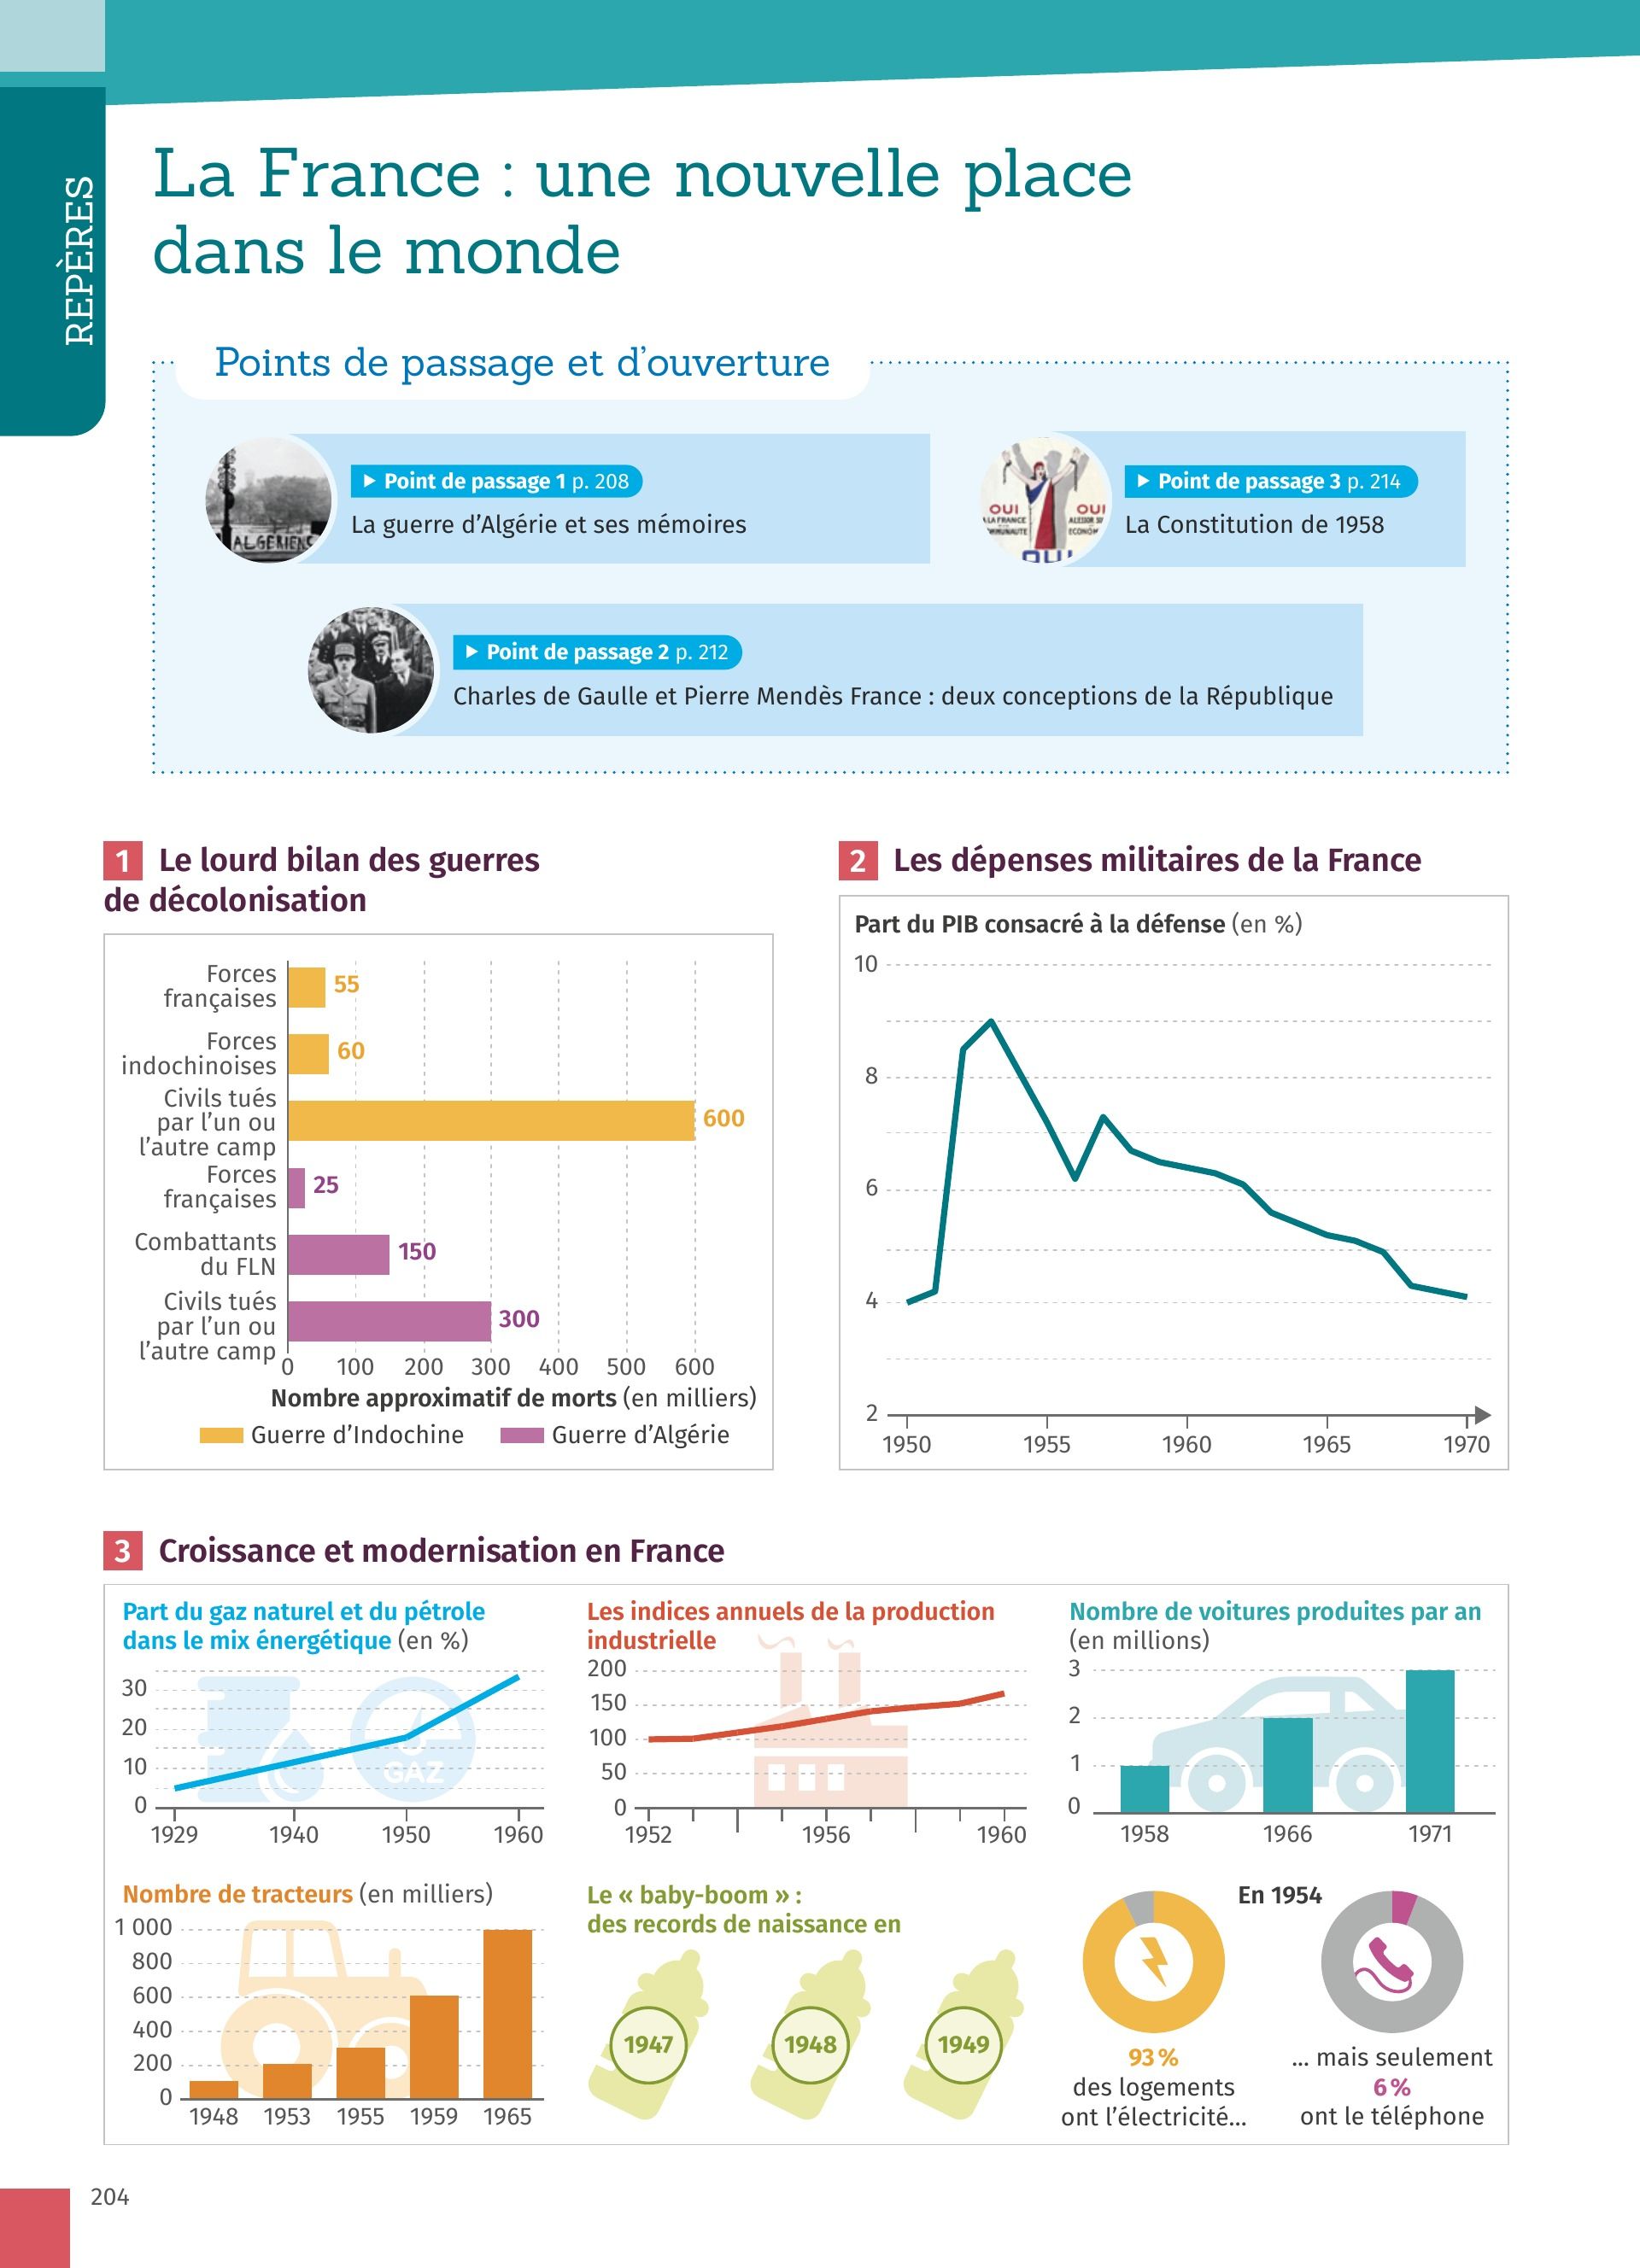 REPÈRES
La France : une nouvelle place
dans le monde
Points de passage et d’ouverture
ALGÉRIENS
▶ Point de passage 1 p. 208
La guerre d’Algérie et ses mémoires
OUI
OUI
OUI
▶ Point de passage 3 p. 214
La Constitution de 1958
▶ Point de passage 2 p. 212
Charles de Gaulle et Pierre Mendès France : deux conceptions de la République
1 Le lourd bilan des guerres
de décolonisation
Forces
françaises
55
Forces
indochinoises
60
Civils tués
par l’un ou
l’autre camp
600
Forces
françaises
25
Combattants
du FLN
150
Civils tués
par l’un ou
l’autre camp
300
0 100 200 300 400 500 600
Nombre approximatif de morts (en milliers)
Guerre d’Indochine Guerre d’Algérie
2 Les dépenses militaires de la France
Part du PIB consacré à la défense (en %)
10
8
6
4
2
1950 1955 1960 1965 1970
3 Croissance et modernisation en France
Part du gaz naturel et du pétrole
dans le mix énergétique (en %)
30
20
10
0
GAZ
1929 1940 1950 1960
Les indices annuels de la production
industrielle
200
150
100
50
0
1952 1956 1960
Nombre de voitures produites par an
(en millions)
3
2
1
0
1958 1966 1971
Nombre de tracteurs (en milliers)
1 000
800
600
400
200
0
1948 1953 1955 1959 1965
Le « baby-boom » :
des records de naissance en
1947 1948 1949
En 1954
93 %
des logements
ont l’électricité...
... mais seulement
6 %
ont le téléphone
204